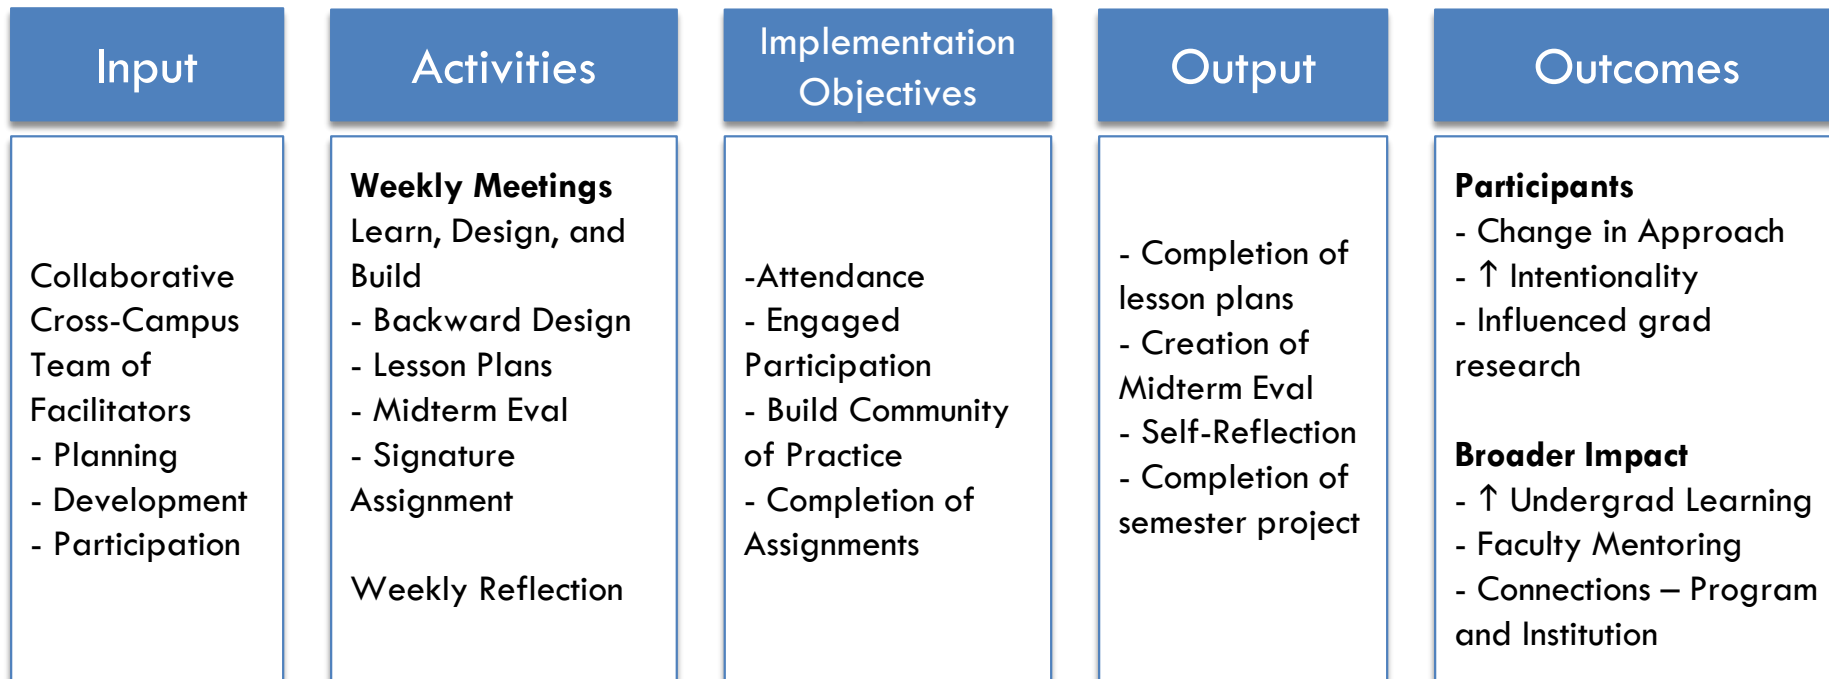 Input
Collaborative
Cross-Campus
Team of
Facilitators
- Planning
- Development
- Participation
Activities
Weekly Meetings
Learn, Design, and
Build
- Backward Design
- Lesson Plans
- Midterm Eval
- Signature
Assignment
Weekly Reflection
Implementation
Objectives
-Attendance
- Engaged
Participation
- Build Community
of Practice
- Completion of
Assignments
Output
- Completion of
lesson plans
- Creation of
Midterm Eval
- Self-Reflection
- Completion of
semester project
Outcomes
Participants
- Change in Approach
- ↑ Intentionality
- Influenced grad
research
Broader Impact
- ↑ Undergrad Learning
- Faculty Mentoring
- Connections – Program
and Institution